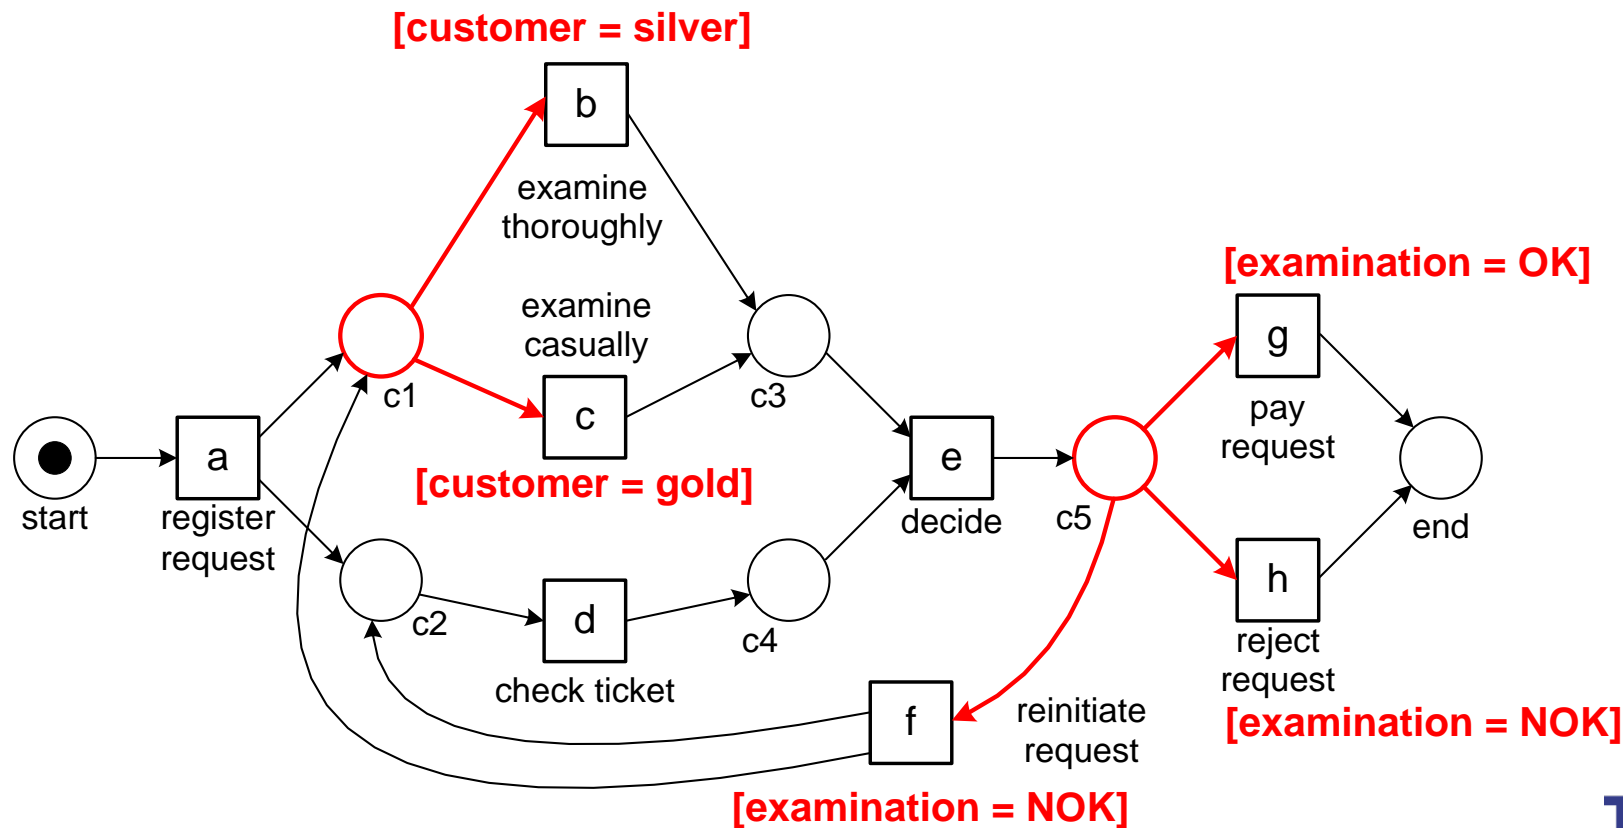 [customer = silver]
b
examine
thoroughly
examine
casually
c
[customer = gold]
c1
c3
start
a
register
request
c2
d
check ticket
c4
e
decide
c5
f
reinitiate
request
[examination = NOK]
[examination = OK]
g
pay
request
h
reject
request
[examination = NOK]
end